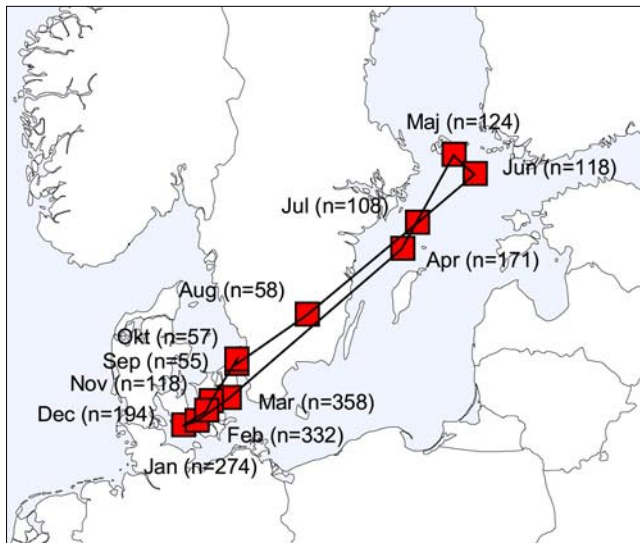 Maj (n=124)
Jun (n=118)
Jul (n=108)
Apr (n=171)
Aug (n=58)
Okt (n=57)
Sep (n=55)
Nov (n=118)
Mar (n=358)
Dec (n=194)
Feb (n=332)
Jan (n=274)